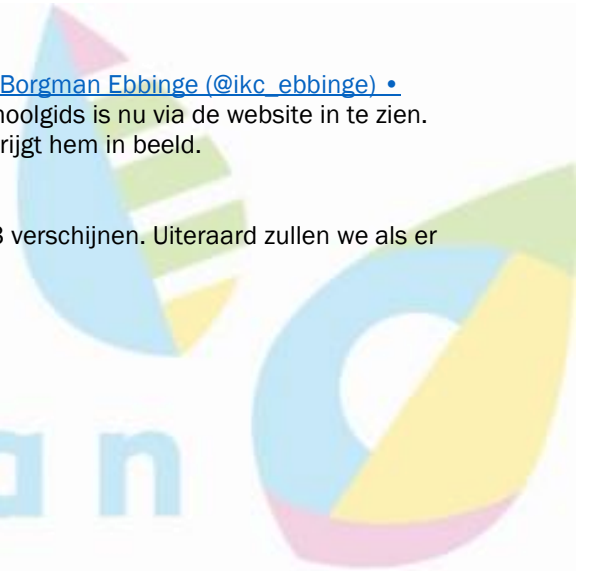 Borgman Ebbinge (@ikc_ebbinge) •
hoolgids is nu via de website in te zien.
rijgt hem in beeld.
verschijnen. Uiteraard zullen we als er
an